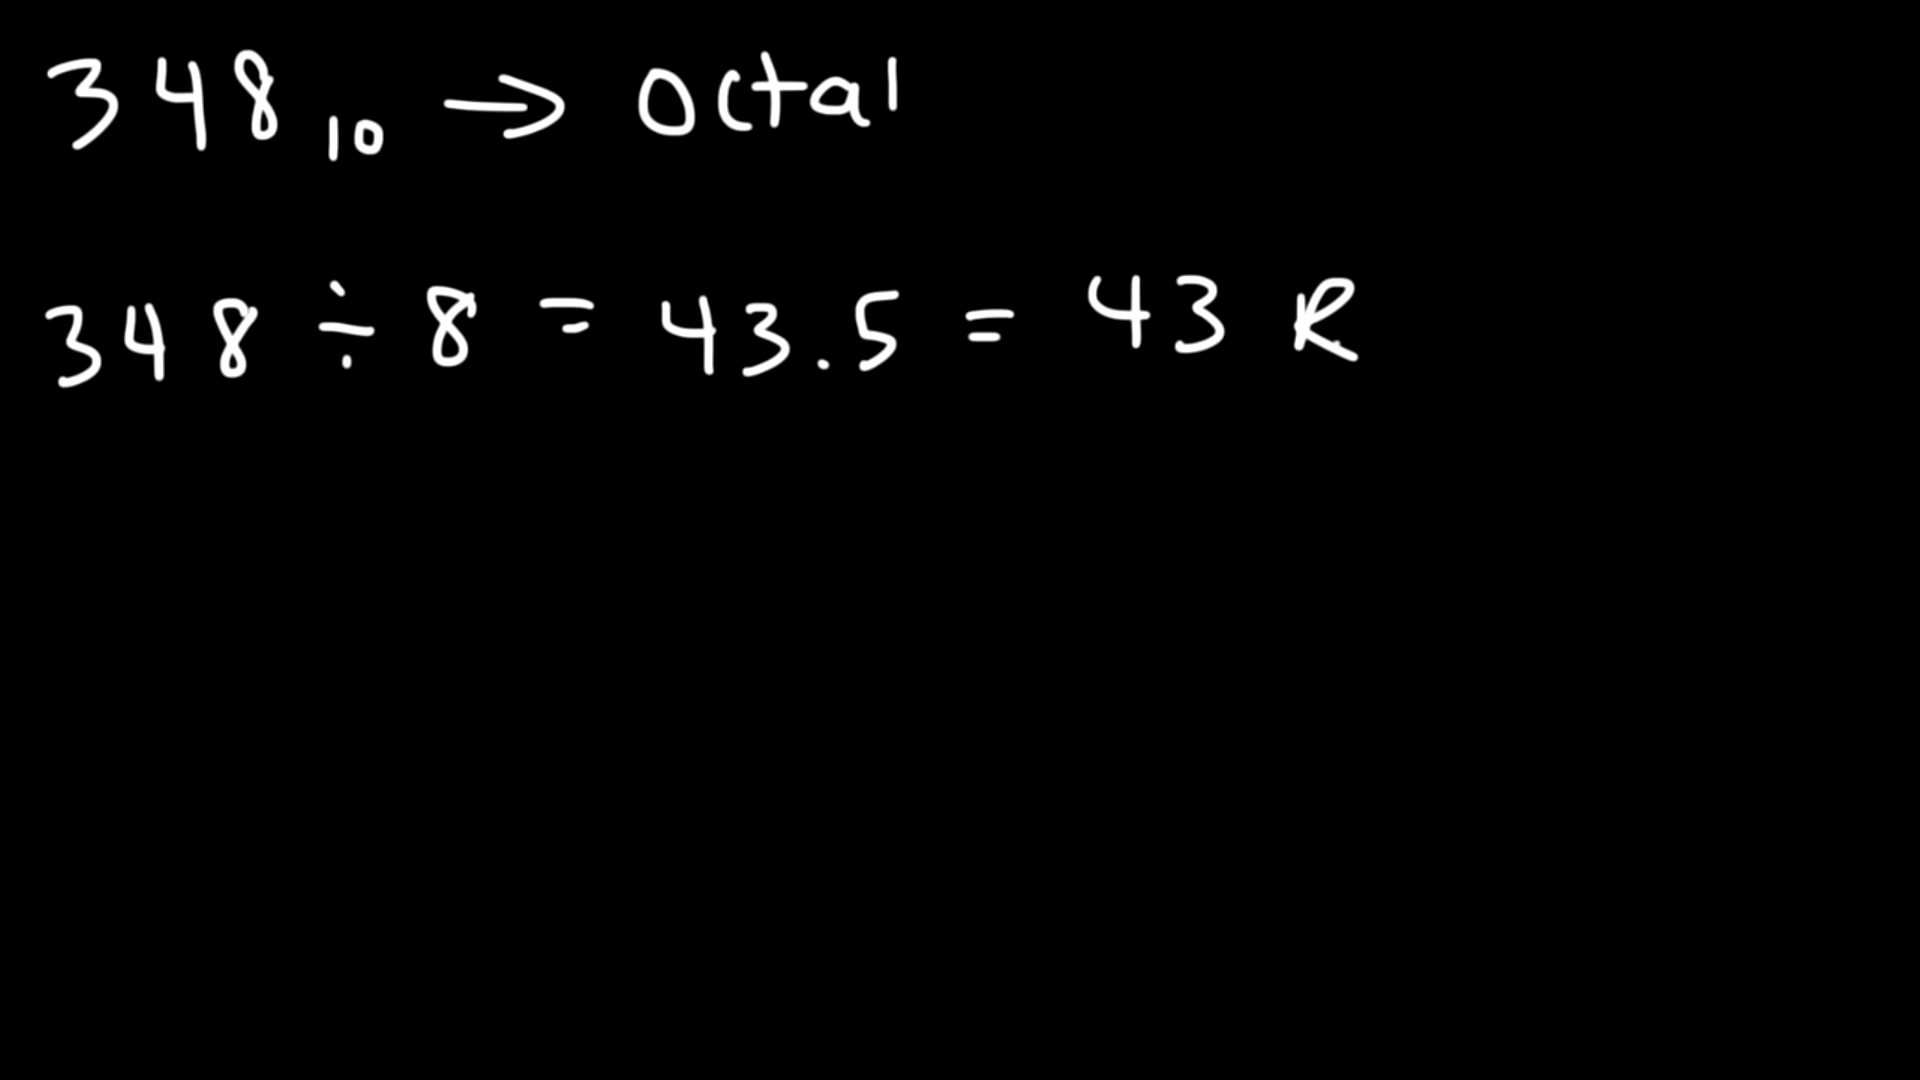 348₁₀ → Octal
348 ÷ 8 = 43.5 = 43 R